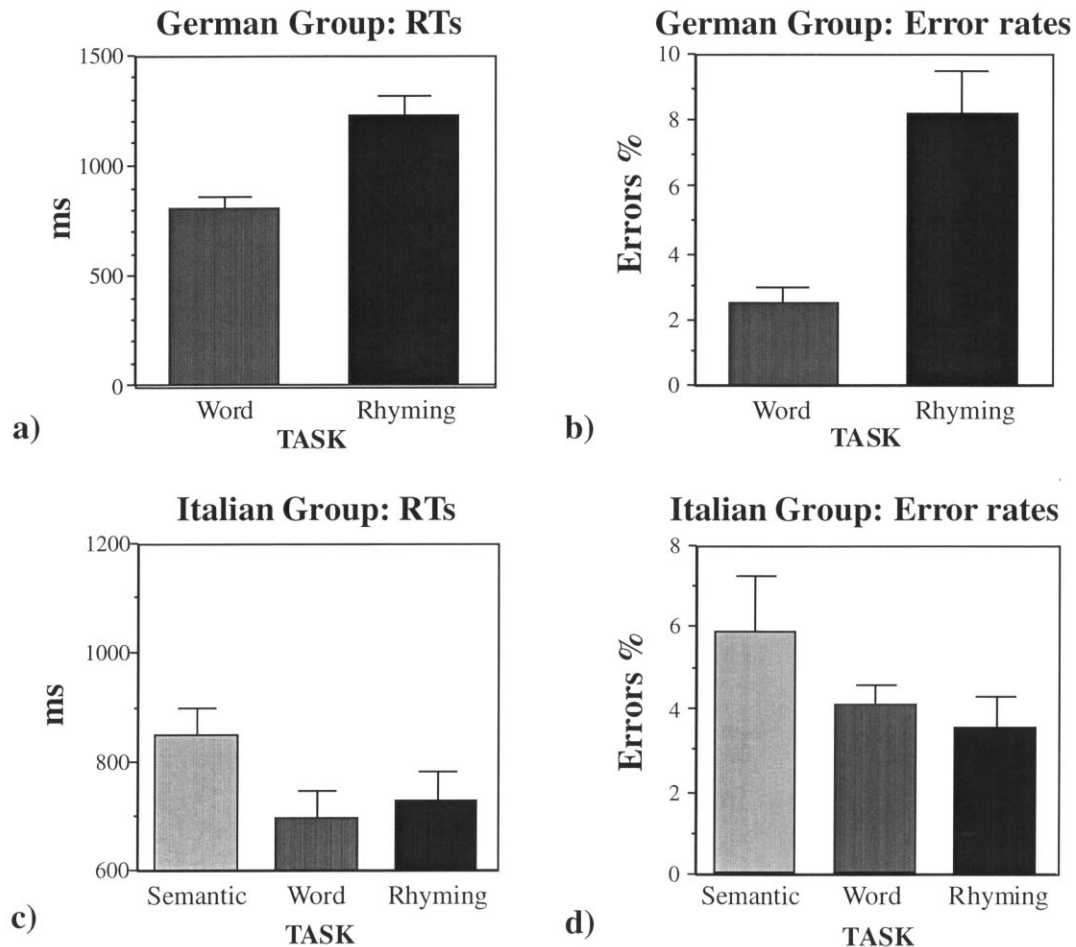 German Group: RTs
1500
1000
500
0
ms
Word Rhyming
TASK
a)
German Group: Error rates
10
8
6
4
2
0
Errors %
Word Rhyming
TASK
b)
Italian Group: RTs
1200
1000
800
600
ms
Semantic Word Rhyming
TASK
c)
Italian Group: Error rates
8
6
4
2
0
Errors %
Semantic Word Rhyming
TASK
d)